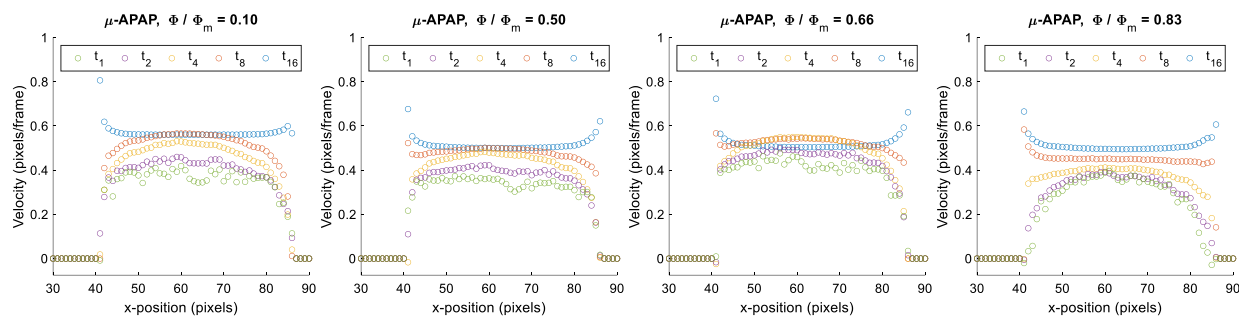 μ-APAP, Φ / Φm = 0.10
μ-APAP, Φ / Φm = 0.50
μ-APAP, Φ / Φm = 0.66
μ-APAP, Φ / Φm = 0.83
t1 t2 t4 t8 t16
t1 t2 t4 t8 t16
t1 t2 t4 t8 t16
t1 t2 t4 t8 t16
Velocity (pixels/frame)
1
0.8
0.6
0.4
0.2
0
30 40 50 60 70 80 90
x-position (pixels)
Velocity (pixels/frame)
1
0.8
0.6
0.4
0.2
0
30 40 50 60 70 80 90
x-position (pixels)
Velocity (pixels/frame)
1
0.8
0.6
0.4
0.2
0
30 40 50 60 70 80 90
x-position (pixels)
Velocity (pixels/frame)
1
0.8
0.6
0.4
0.2
0
30 40 50 60 70 80 90
x-position (pixels)